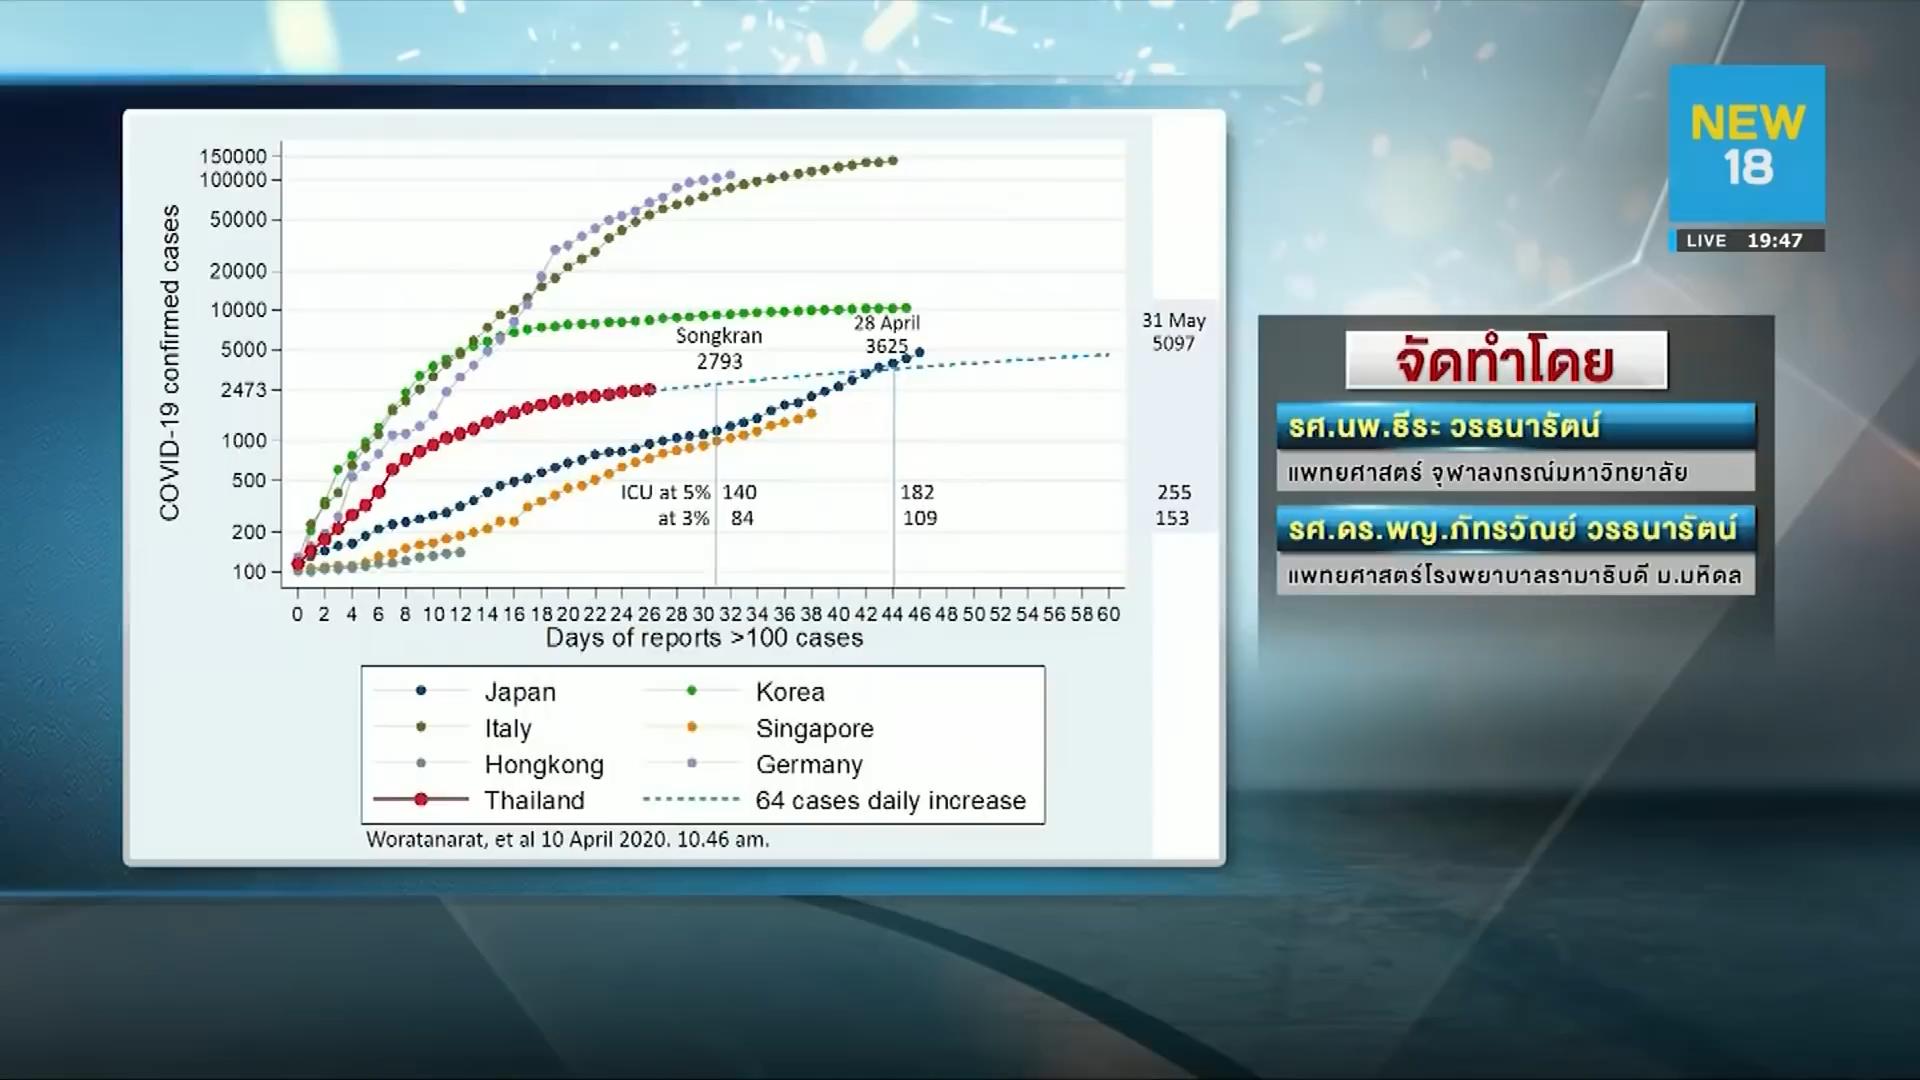 NEW
18
LIVE 19:47
COVID-19 confirmed cases
150000
100000
50000
20000
10000
5000
2473
1000
500
200
100
Songkran
2793
28 April
3625
31 May
5097
ICU at 5% 140 182 255
at 3% 84 109 153
0 2 4 6 8 10 12 14 16 18 20 22 24 26 28 30 32 34 36 38 40 42 44 46 48 50 52 54 56 58 60
Days of reports >100 cases
Japan Korea
Italy Singapore
Hongkong Germany
Thailand 64 cases daily increase
Woratanarat, et al 10 April 2020. 10.46 am.
จัดทำโดย
รศ.นพ.ธีระ วรธนารัตน์
แพทยศาสตร์ จุฬาลงกรณ์มหาวิทยาลัย
รศ.ดร.พญ.ภัทรวัณย์ วรธนารัตน์
แพทยศาสตร์โรงพยาบาลรามาธิบดี ม.มหิดล